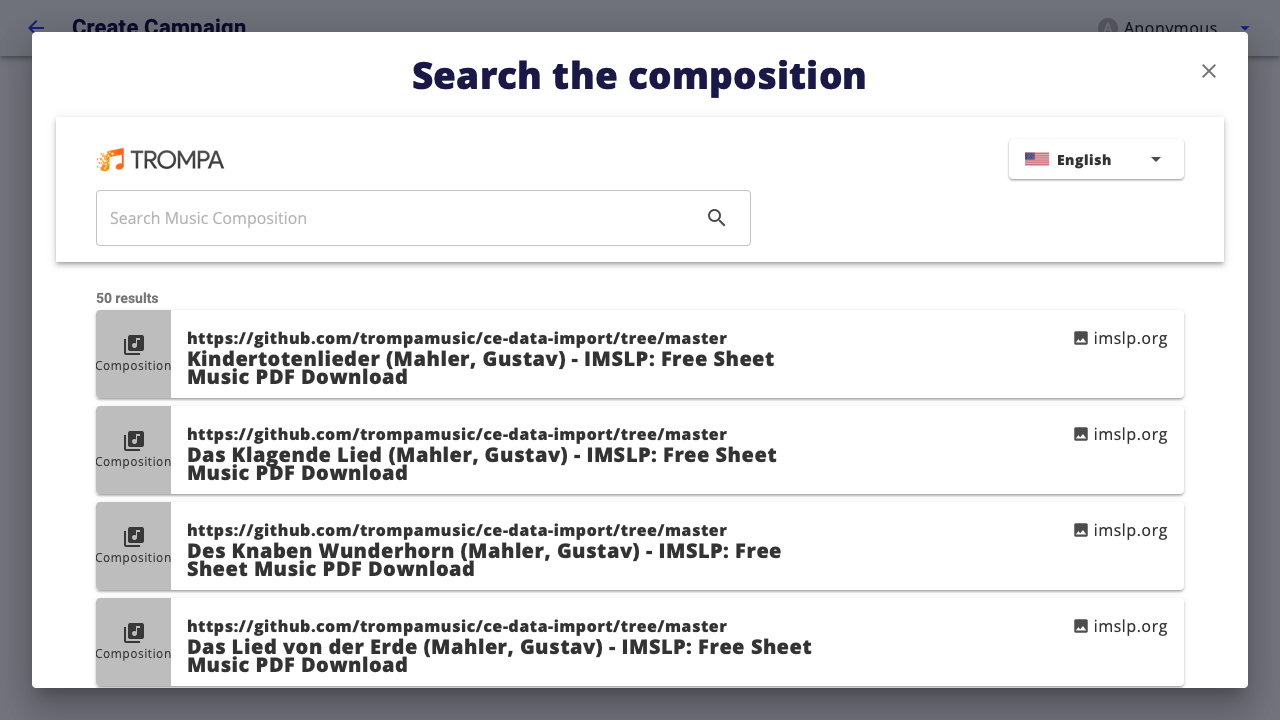 Create Campaign
A Anonymous
Search the composition
TROMPA
English
Search Music Composition
50 results
Composition
https://github.com/trompamusic/ce-data-import/tree/master
imslp.org
Kindertotenlieder (Mahler, Gustav) - IMSLP: Free Sheet
Music PDF Download
Composition
https://github.com/trompamusic/ce-data-import/tree/master
imslp.org
Das Klagende Lied (Mahler, Gustav) - IMSLP: Free Sheet
Music PDF Download
Composition
https://github.com/trompamusic/ce-data-import/tree/master
imslp.org
Des Knaben Wunderhorn (Mahler, Gustav) - IMSLP: Free
Sheet Music PDF Download
Composition
https://github.com/trompamusic/ce-data-import/tree/master
imslp.org
Das Lied von der Erde (Mahler, Gustav) - IMSLP: Free Sheet
Music PDF Download